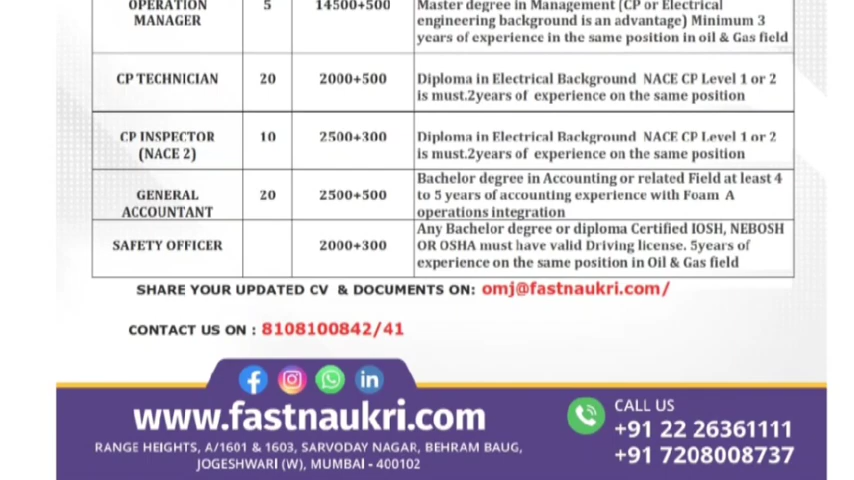 OPERATION MANAGER 5 14500+500 Master degree in Management (CP or Electrical
engineering background is an advantage) Minimum 3
years of experience in the same position in oil & Gas field
CP TECHNICIAN 20 2000+500 Diploma in Electrical Background NACE CP Level 1 or 2
is must.2years of experience on the same position
CP INSPECTOR (NACE 2) 10 2500+300 Diploma in Electrical Background NACE CP Level 1 or 2
is must.2years of experience on the same position
GENERAL ACCOUNTANT 20 2500+500 Bachelor degree in Accounting or related Field at least 4
to 5 years of accounting experience with Foam A
operations integration
SAFETY OFFICER 2000+300 Any Bachelor degree or diploma Certified IOSH, NEBOSH
OR OSHA must have valid Driving license. 5years of
experience on the same position in Oil & Gas field
SHARE YOUR UPDATED CV & DOCUMENTS ON: omj@fastnaukri.com/
CONTACT US ON : 8108100842/41
www.fastnaukri.com
RANGE HEIGHTS, A/1601 & 1603, SARVODAY NAGAR, BEHRAM BAUG,
JOGESHWARI (W), MUMBAI - 400102
CALL US
+91 22 26361111
+91 7208008737